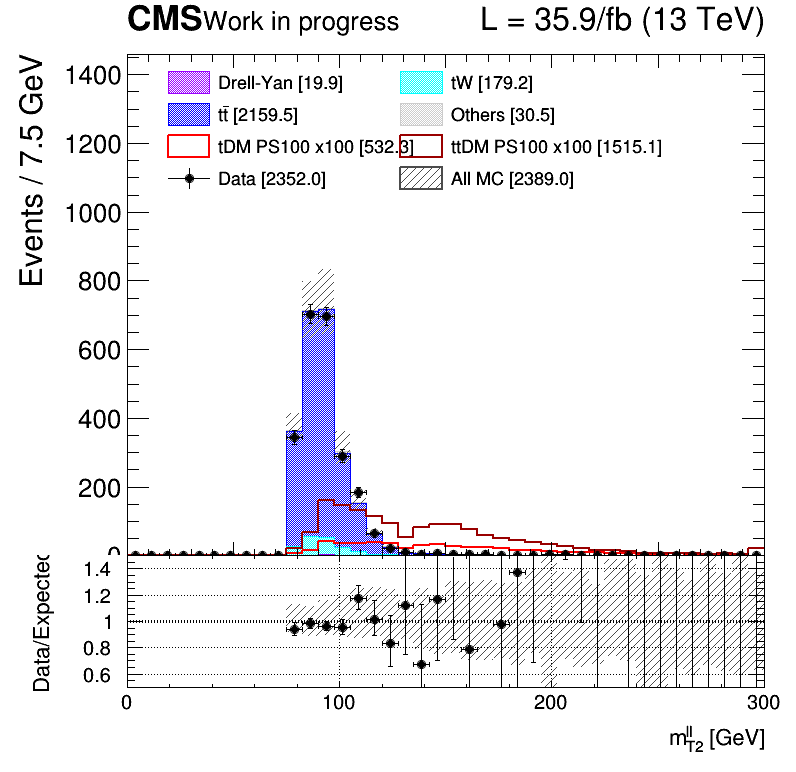 CMS Work in progress L = 35.9/fb (13 TeV)
Events / 7.5 GeV
1400
1200
1000
800
600
400
200
0
Drell-Yan [19.9]
tW [179.2]
tt̄ [2159.5]
Others [30.5]
tDM PS100 x100 [532.3]
ttDM PS100 x100 [1515.1]
Data [2352.0]
All MC [2389.0]
Data/Expected
1.4
1.2
1
0.8
0.6
0 100 200 300
m_T2^ll [GeV]